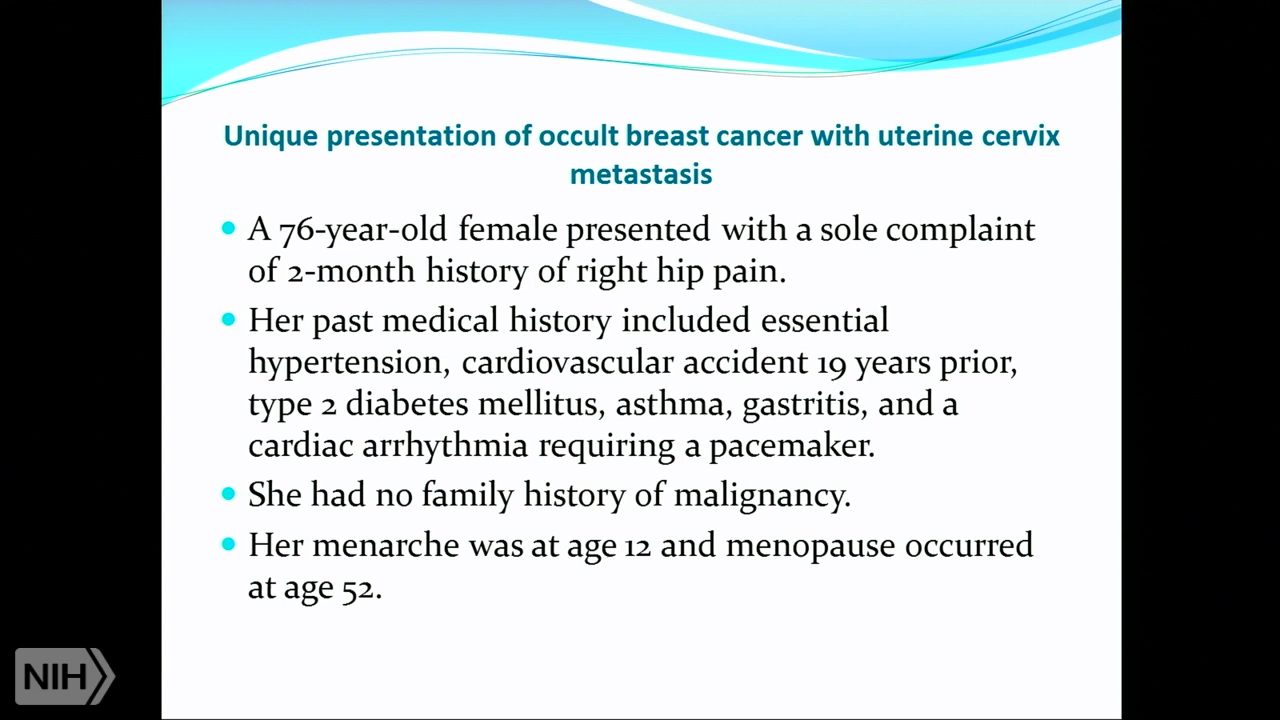 Unique presentation of occult breast cancer with uterine cervix
metastasis
• A 76-year-old female presented with a sole complaint
of 2-month history of right hip pain.
• Her past medical history included essential
hypertension, cardiovascular accident 19 years prior,
type 2 diabetes mellitus, asthma, gastritis, and a
cardiac arrhythmia requiring a pacemaker.
• She had no family history of malignancy.
• Her menarche was at age 12 and menopause occurred
at age 52.
NIH